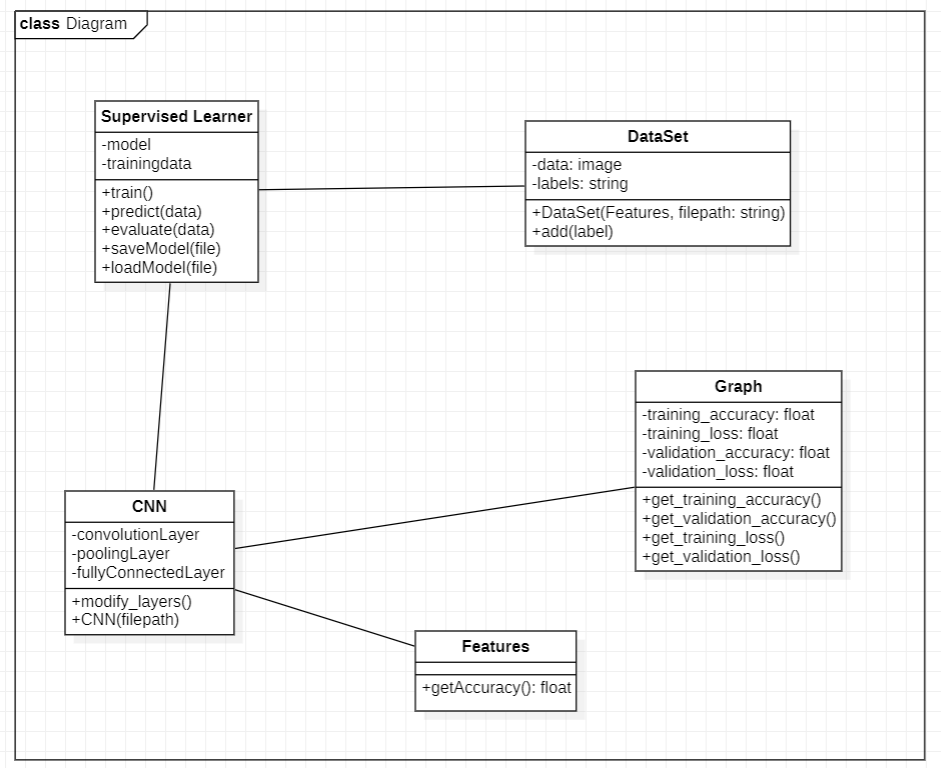 class Diagram
Supervised Learner
-model
-trainingdata
+train()
+predict(data)
+evaluate(data)
+saveModel(file)
+loadModel(file)
DataSet
-data: image
-labels: string
+DataSet(Features, filepath: string)
+add(label)
Graph
-training_accuracy: float
-training_loss: float
-validation_accuracy: float
-validation_loss: float
+get_training_accuracy()
+get_validation_accuracy()
+get_training_loss()
+get_validation_loss()
CNN
-convolutionLayer
-poolingLayer
-fullyConnectedLayer
+modify_layers()
+CNN(filepath)
Features
+getAccuracy(): float